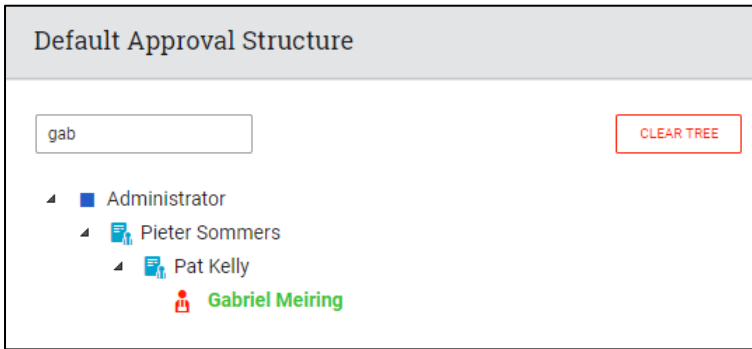 Default Approval Structure
gab
CLEAR TREE
Administrator
Pieter Sommers
Pat Kelly
Gabriel Meiring